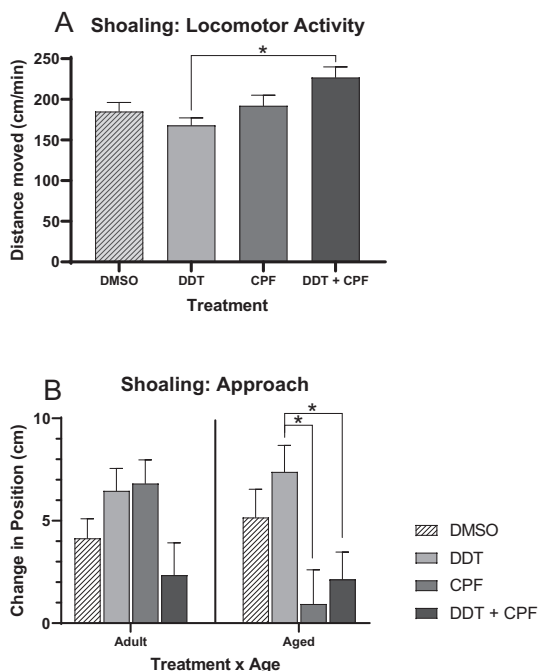 A Shoaling: Locomotor Activity
*
250
200
150
100
50
0
Distance moved (cm/min)
DMSO DDT CPF DDT + CPF
Treatment
B Shoaling: Approach
*
*
10
5
0
Change in Position (cm)
Adult Aged
Treatment x Age
DMSO
DDT
CPF
DDT + CPF